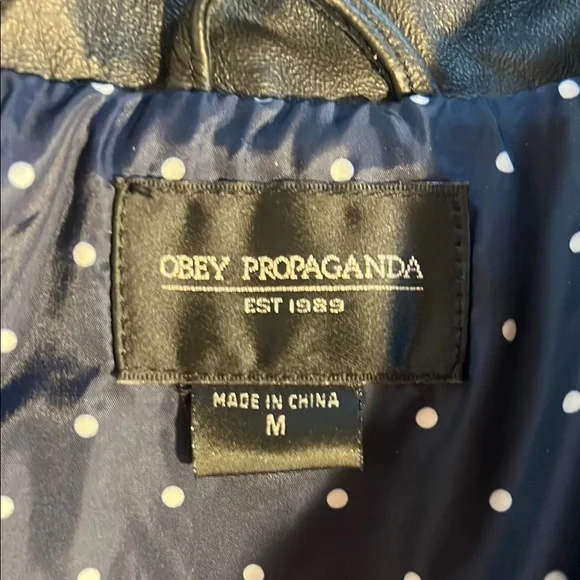 OBEY PROPAGANDA
EST 1989
MADE IN CHINA
M